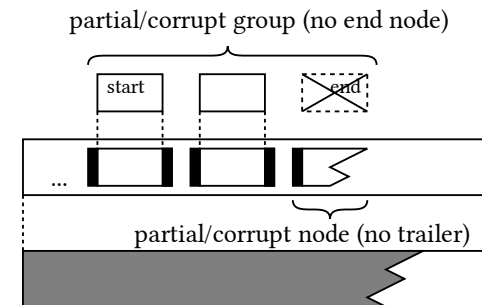 partial/corrupt group (no end node)
start
end
...
partial/corrupt node (no trailer)